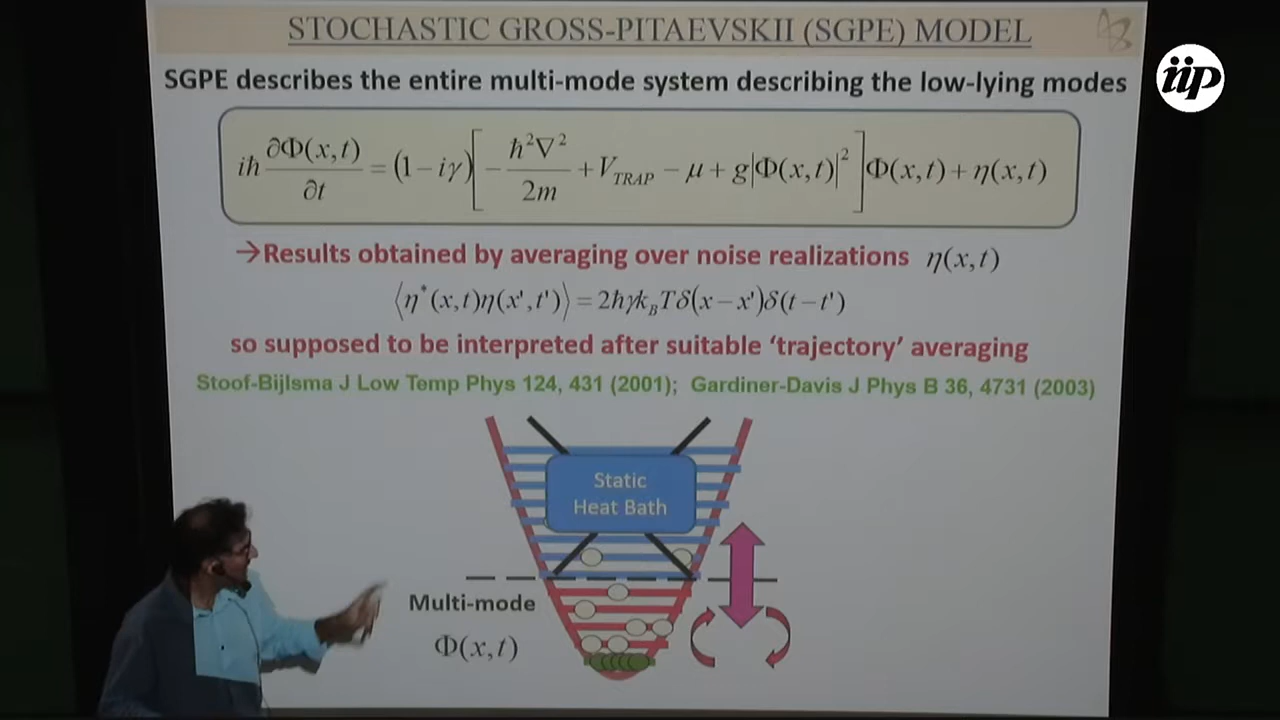 STOCHASTIC GROSS-PITAEVSKII (SGPE) MODEL
iip
SGPE describes the entire multi-mode system describing the low-lying modes
iħ ∂Φ(x,t)/∂t = (1−iγ)[−ħ²∇²/2m + V_TRAP − μ + g|Φ(x,t)|²]Φ(x,t) + η(x,t)
→Results obtained by averaging over noise realizations η(x,t)
⟨η*(x,t)η(x',t')⟩ = 2ħγk_BTδ(x−x')δ(t−t')
so supposed to be interpreted after suitable ‘trajectory’ averaging
Stoof-Bijlsma J Low Temp Phys 124, 431 (2001); Gardiner-Davis J Phys B 36, 4731 (2003)
Static
Heat Bath
Multi-mode
Φ(x,t)